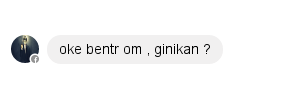 oke bentr om , ginikan ?